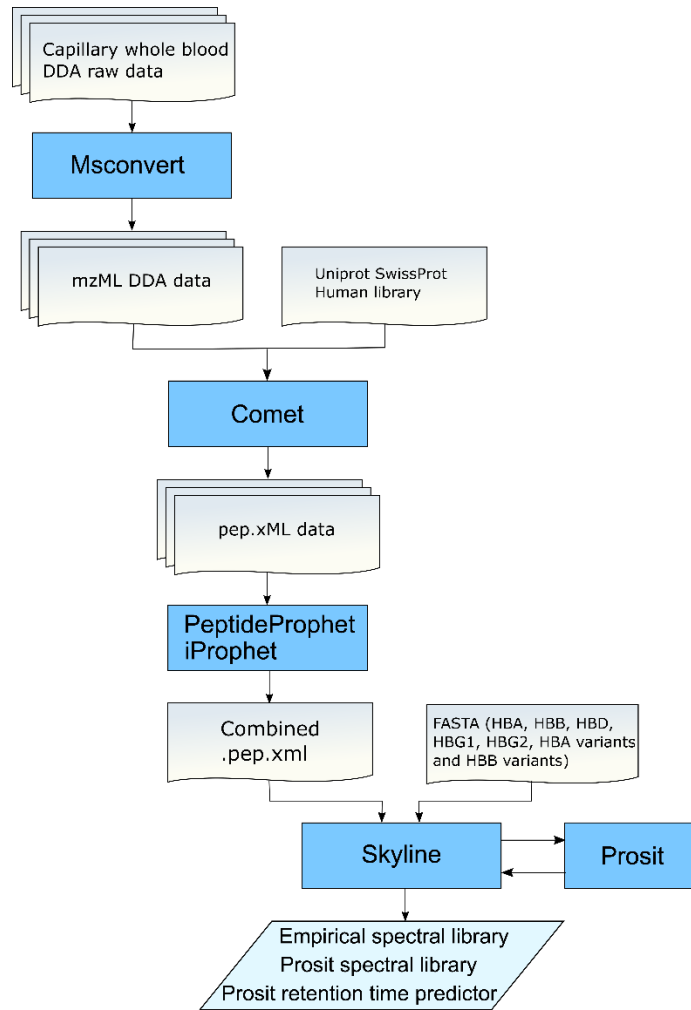 Capillary whole blood
DDA raw data
Msconvert
mzML DDA data
Uniprot SwissProt
Human library
Comet
pep.xML data
PeptideProphet
iProphet
Combined
.pep.xml
FASTA (HBA, HBB, HBD,
HBG1, HBG2, HBA variants
and HBB variants)
Skyline
Prosit
Empirical spectral library
Prosit spectral library
Prosit retention time predictor